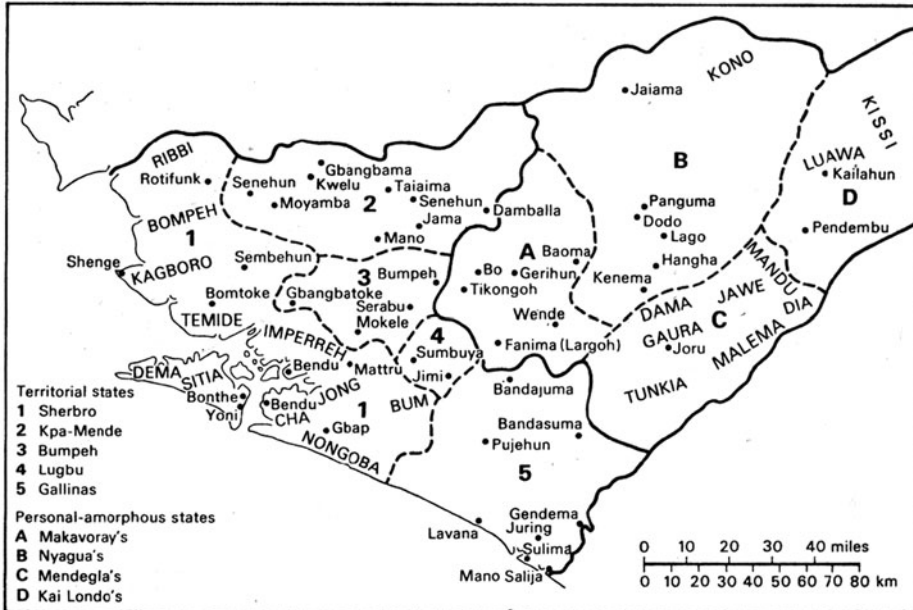 KONO
Jaiama
KISSI
B
LUAWA
Kailahun
D
Pendembu
RIBBI
Rotifunk
Gbangbama
Kwelu
Senehun
Moyamba
Taiaima
2
Senehun
Jama
Damballa
Mano
BOMPEH
1
Shenge
KAGBORO
Sembehun
Bomtoke
TEMIDE
3
Bumpeh
Gbangbatoke
Serabu
Mokele
IMPERREH
A
Baoma
Bo
Gerihun
Tikongoh
Wende
Fanima (Largoh)
Panguma
Dodo
Lago
Hangha
Kenema
IMANDU
DAMA
JAWE
DIA
C
GAURA
Joru
MALEMA
TUNKIA
4
Sumbuya
Jimi
DEMA
SITIA
Bendu
Mattru
Bonthe
Yoni
Bendu
CHA
JONG
1
BUM
Gbap
NONGOBA
Bandajuma
Bandasuma
Pujehun
5
Gendema
Juring
Lavana
Sulima
Mano Salija
Territorial states
1 Sherbro
2 Kpa-Mende
3 Bumpeh
4 Lugbu
5 Gallinas
Personal-amorphous states
A Makavoray's
B Nyagua's
C Mendegla's
D Kai Londo's
0 10 20 30 40 miles
0 10 20 30 40 50 60 70 80 km